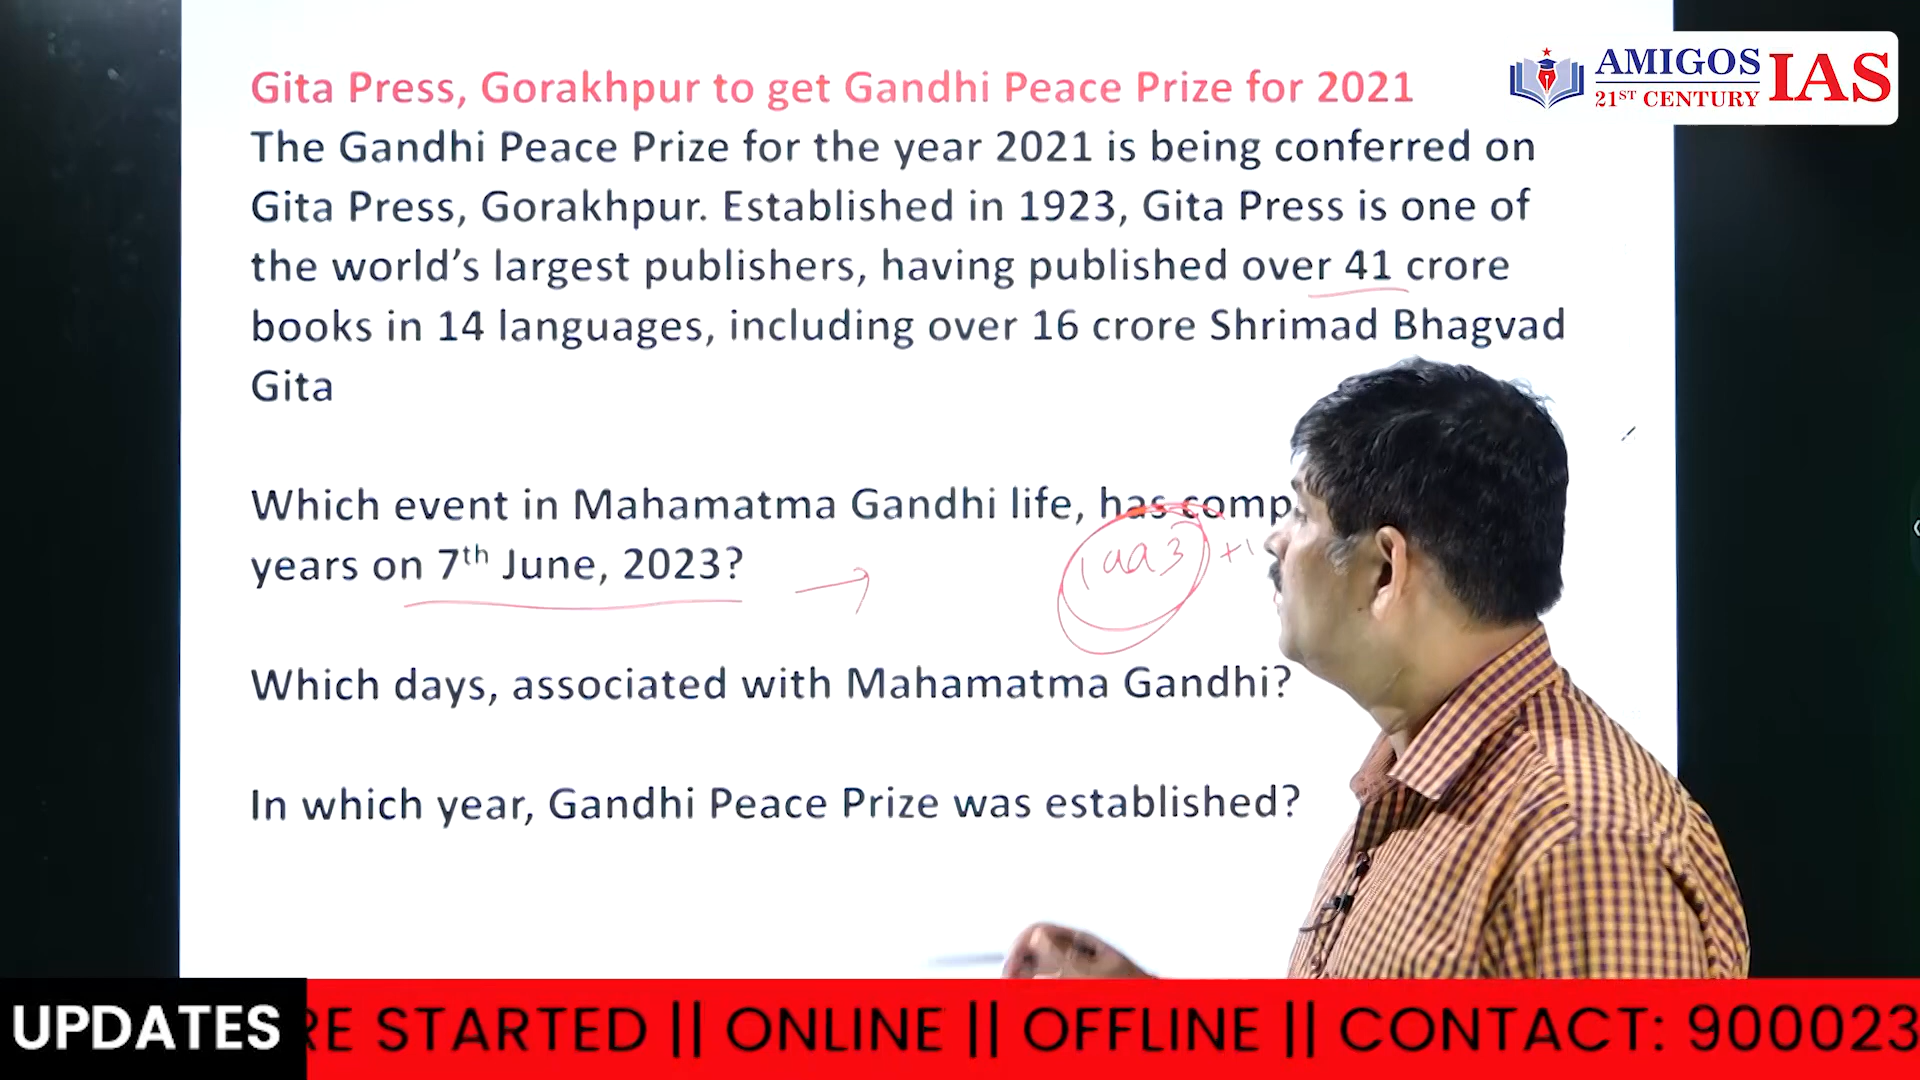 AMIGOS
21ST CENTURY
IAS
Gita Press, Gorakhpur to get Gandhi Peace Prize for 2021
The Gandhi Peace Prize for the year 2021 is being conferred on
Gita Press, Gorakhpur. Established in 1923, Gita Press is one of
the world’s largest publishers, having published over 41 crore
books in 14 languages, including over 16 crore Shrimad Bhagvad
Gita
Which event in Mahamatma Gandhi life, has comp
years on 7th June, 2023?
Which days, associated with Mahamatma Gandhi?
In which year, Gandhi Peace Prize was established?
UPDATES
RE STARTED || ONLINE || OFFLINE || CONTACT: 900023